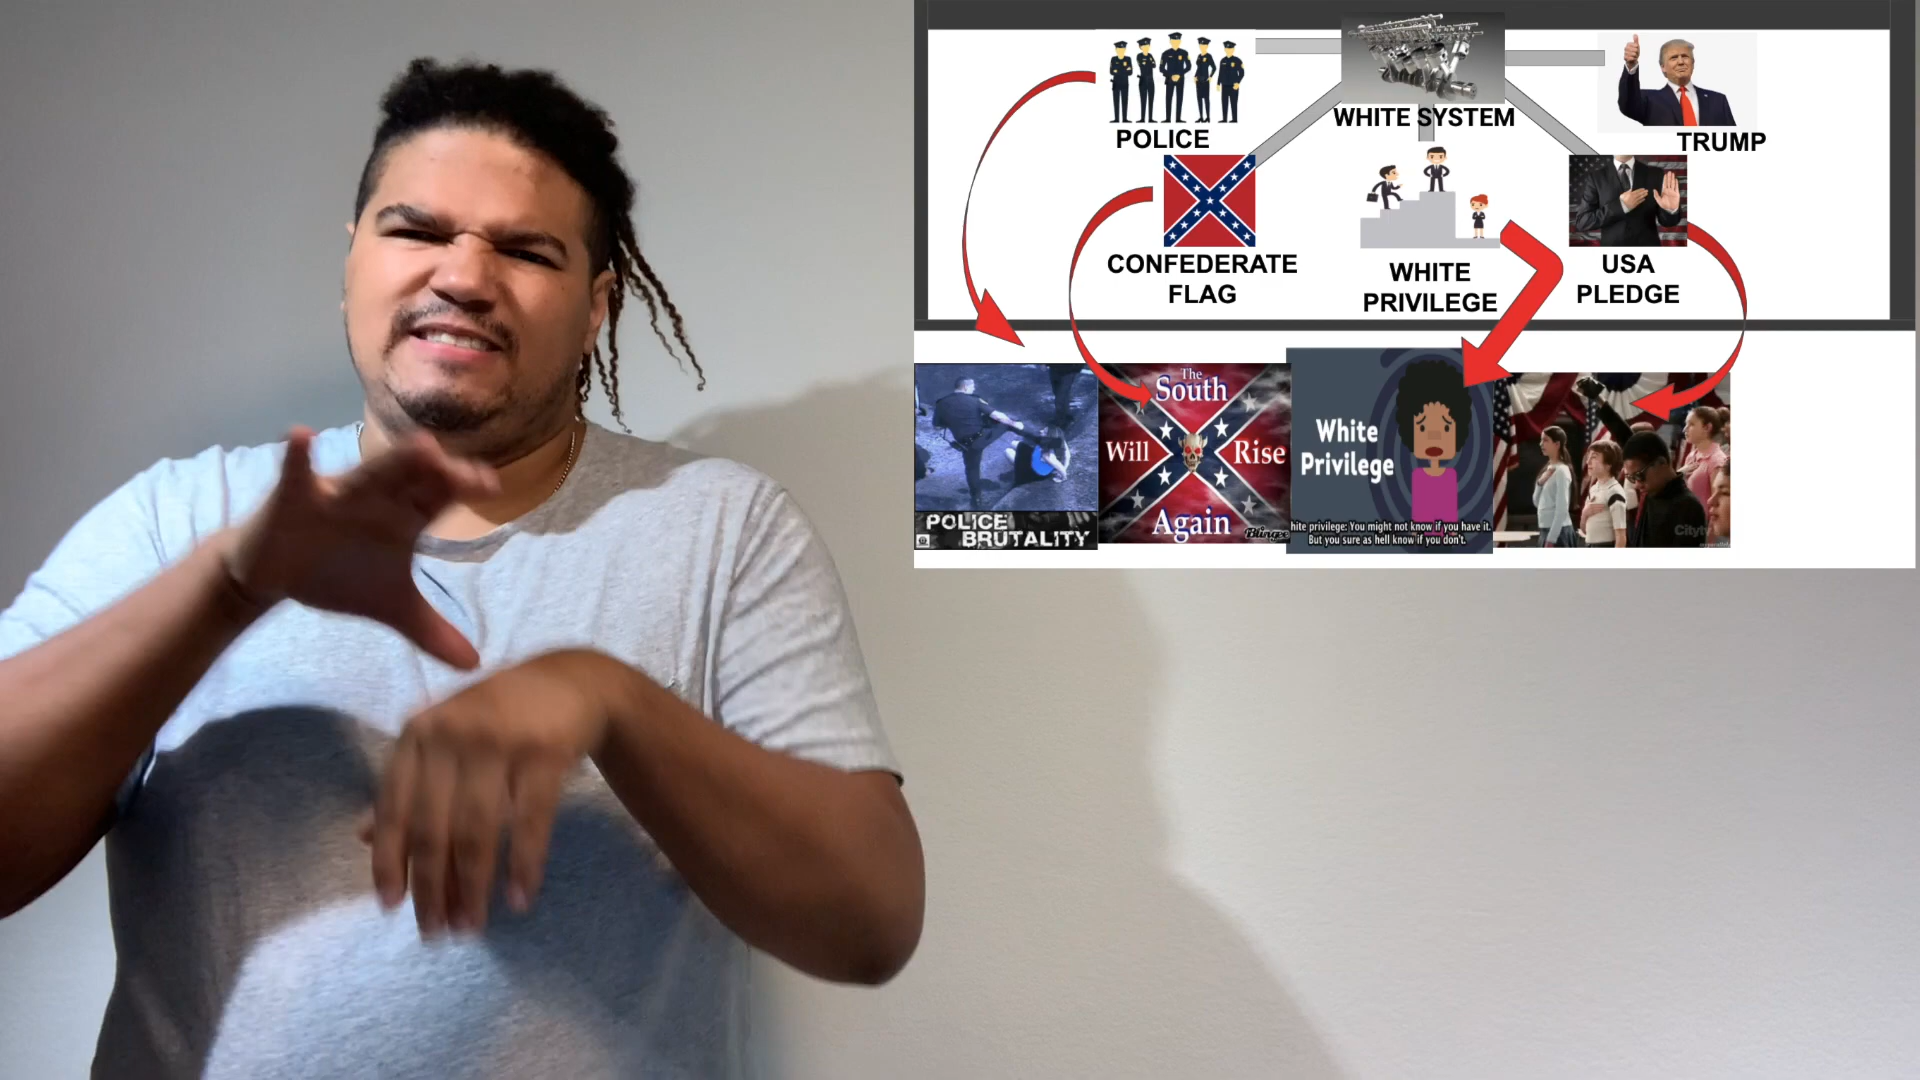 WHITE SYSTEM
POLICE
TRUMP
CONFEDERATE
FLAG
WHITE
PRIVILEGE
USA
PLEDGE
POLICE
BRUTALITY
The
South
Will
Rise
Again
Blingee
White
Privilege
hite privilege: You might not know if you have it.
But you sure as hell know if you don't.
Cityt